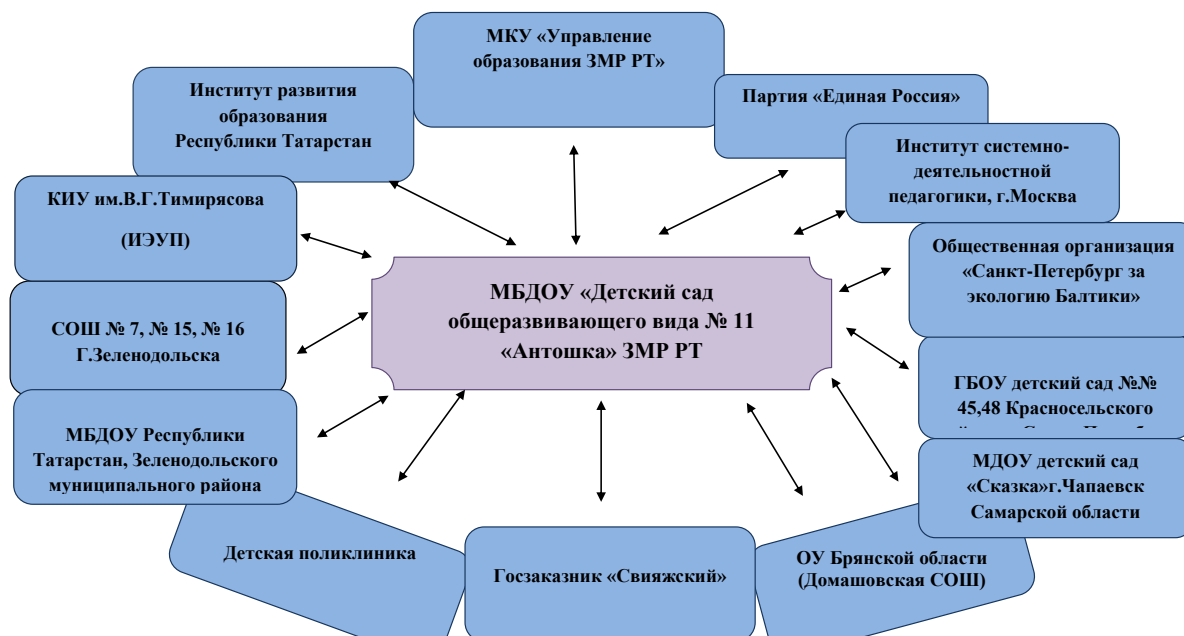 МКУ «Управление
образования ЗМР РТ»
Институт развития
образования
Республики Татарстан
Партия «Единая Россия»
Институт системно-
деятельностной
педагогики, г.Москва
КИУ им.В.Г.Тимирясова
(ИЭУП)
Общественная организация
«Санкт-Петербург за
экологию Балтики»
МБДОУ «Детский сад
общеразвивающего вида № 11
«Антошка» ЗМР РТ
СОШ № 7, № 15, № 16
Г.Зеленодольска
ГБОУ детский сад №№
45,48 Красносельского
МБДОУ Республики
Татарстан, Зеленодольского
муниципального района
МДОУ детский сад
«Сказка»г.Чапаевск
Самарской области
Детская поликлиника
Госзаказник «Свияжский»
ОУ Брянской области
(Домашовская СОШ)